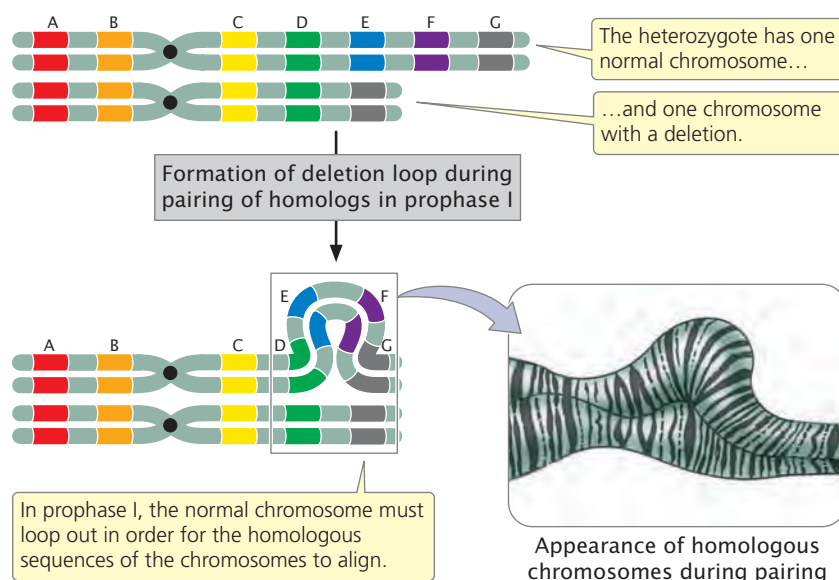 A B C D E F G
The heterozygote has one
normal chromosome…
…and one chromosome
with a deletion.
Formation of deletion loop during
pairing of homologs in prophase I
E F
A B C D G
In prophase I, the normal chromosome must
loop out in order for the homologous
sequences of the chromosomes to align.
Appearance of homologous
chromosomes during pairing